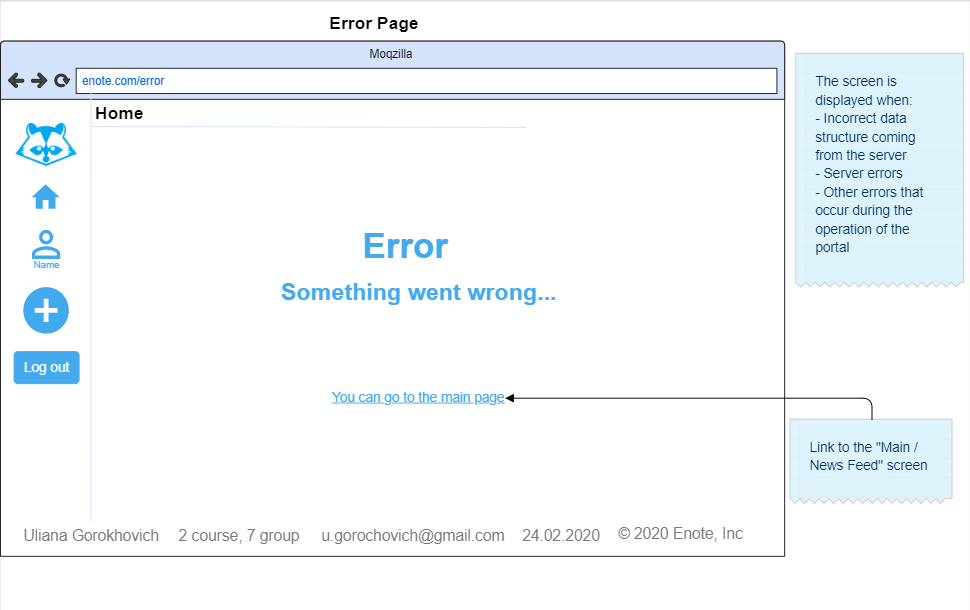 Error Page
Moqzilla
enote.com/error
Home
Name
Log out
Error
Something went wrong...
You can go to the main page
The screen is
displayed when:
- Incorrect data
structure coming
from the server
- Server errors
- Other errors that
occur during the
operation of the
portal
Link to the "Main /
News Feed" screen
Uliana Gorokhovich 2 course, 7 group u.gorochovich@gmail.com 24.02.2020 © 2020 Enote, Inc